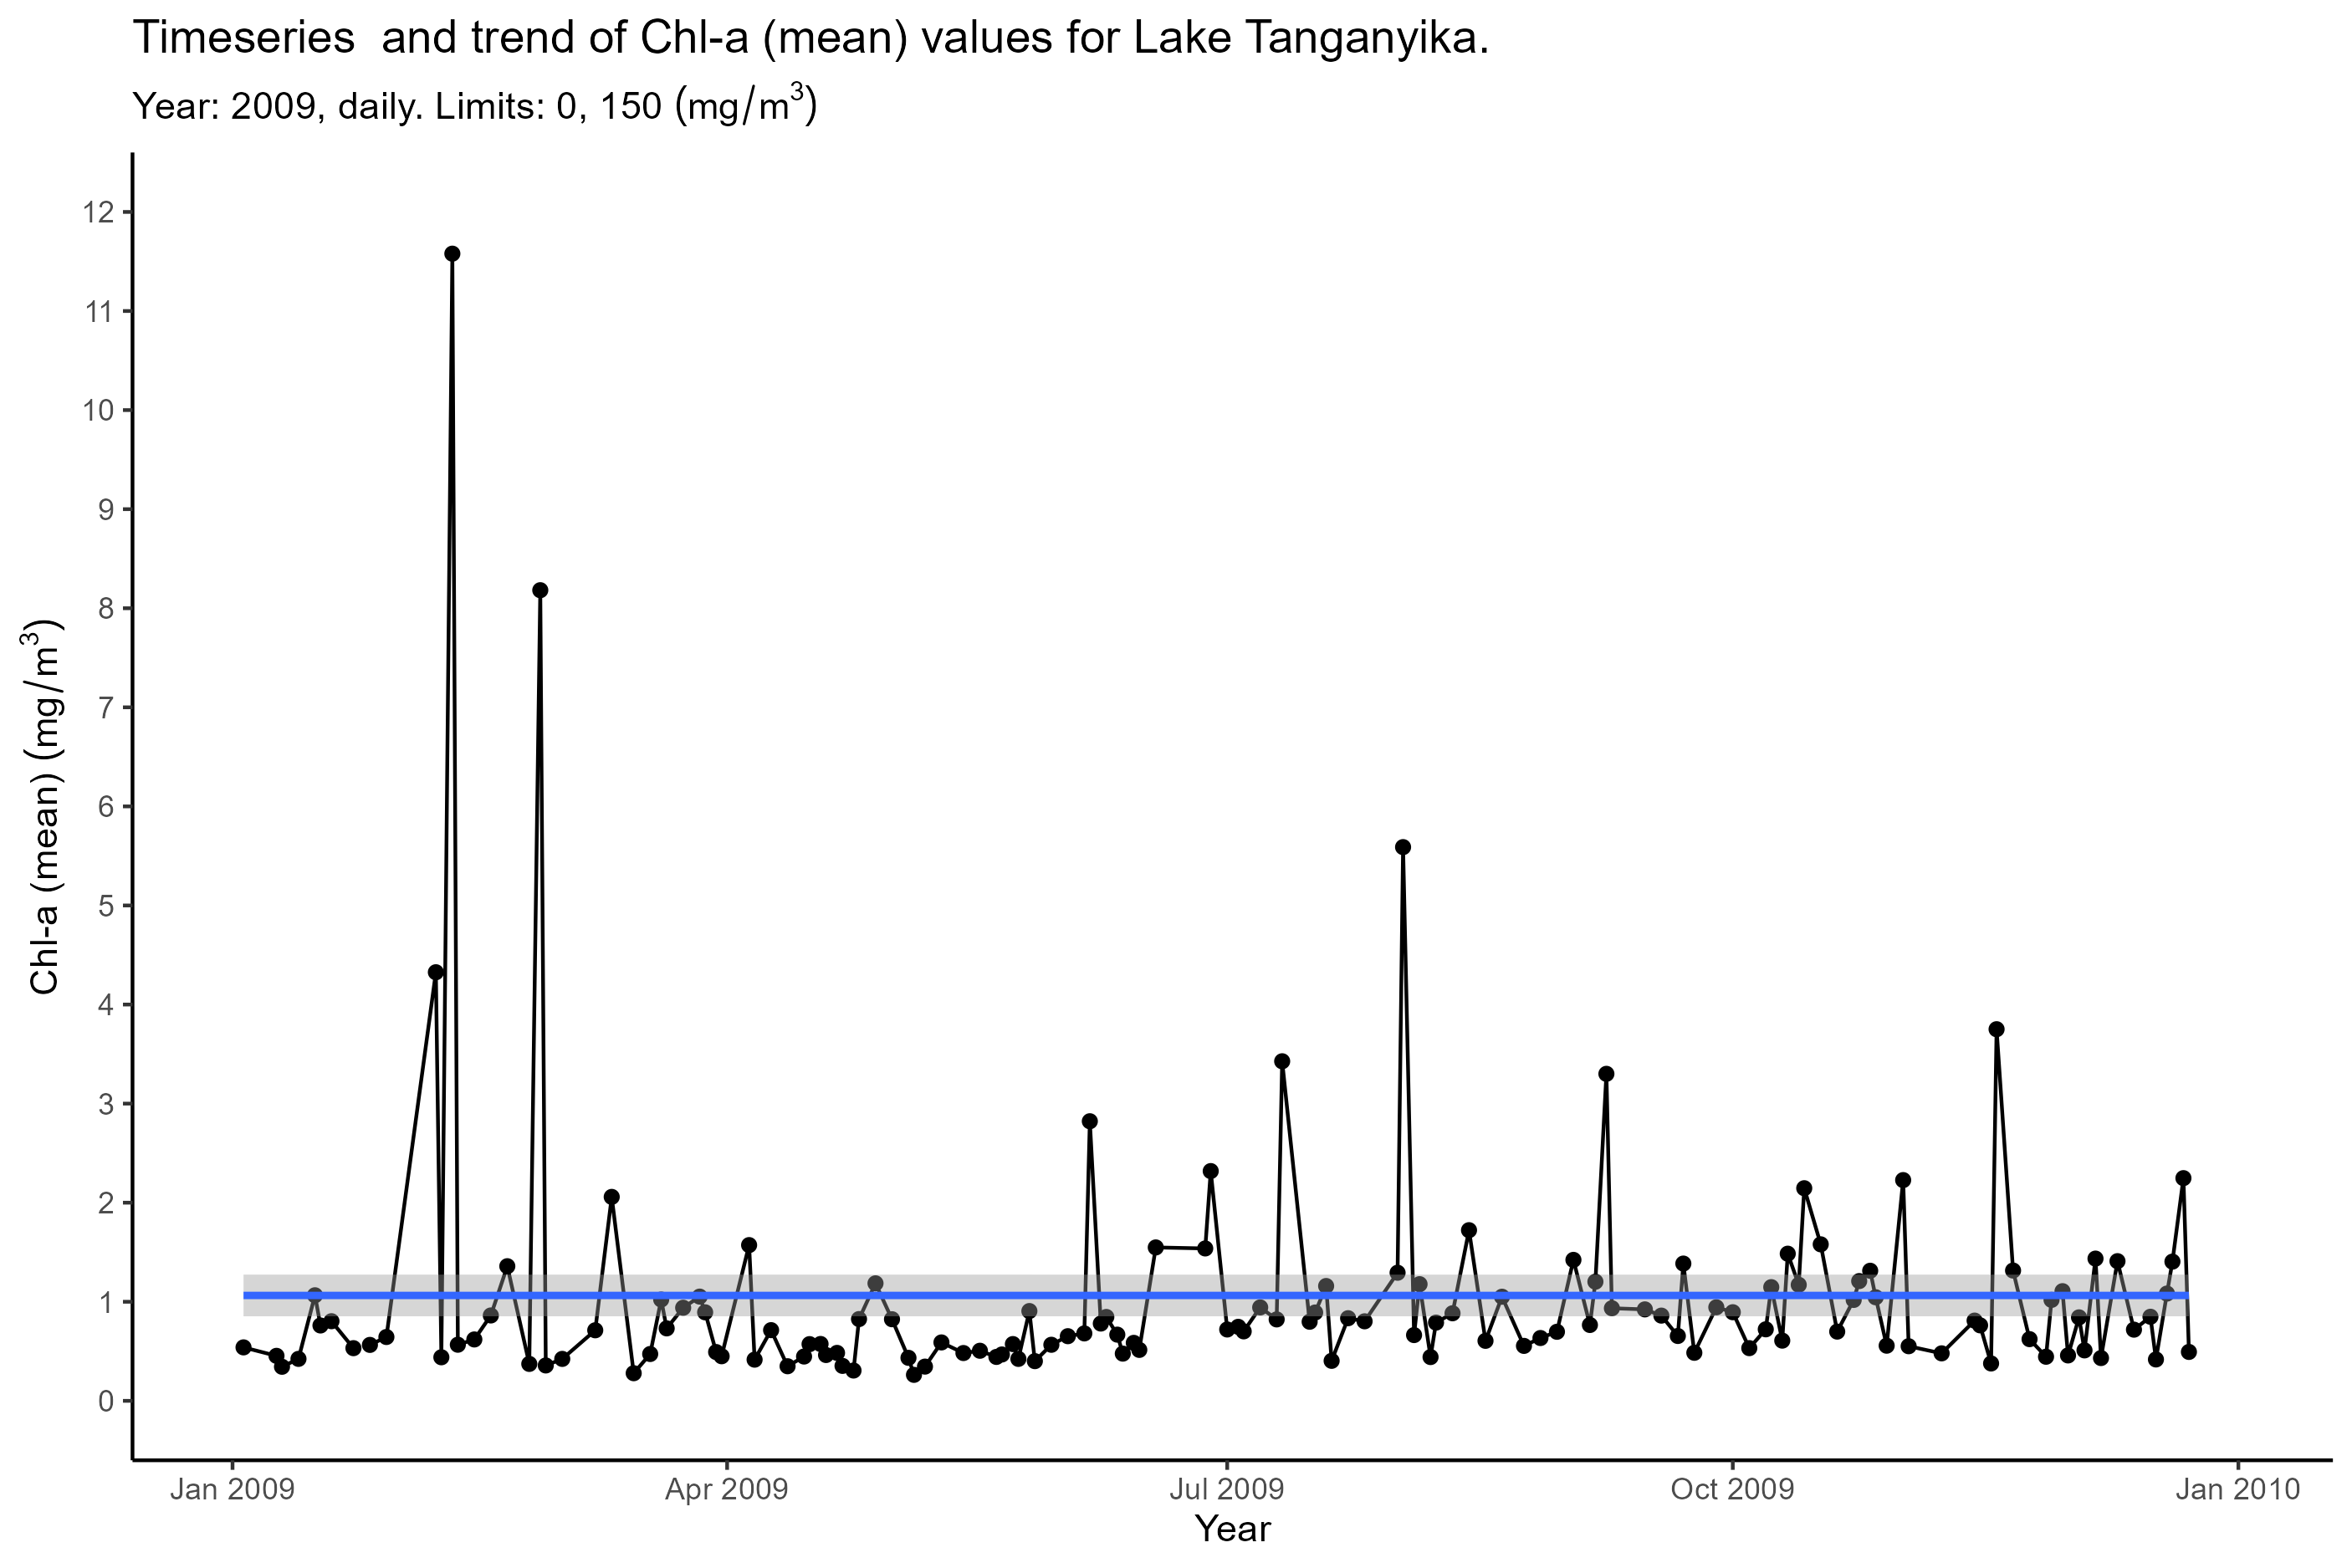 Timeseries  and trend of Chl-a (mean) values for Lake Tanganyika.
Year: 2009, daily. Limits: 0, 150 (mg/m³)
Chl-a (mean) (mg/m³)
12
11
10
9
8
7
6
5
4
3
2
1
0
Jan 2009
Apr 2009
Jul 2009
Oct 2009
Jan 2010
Year